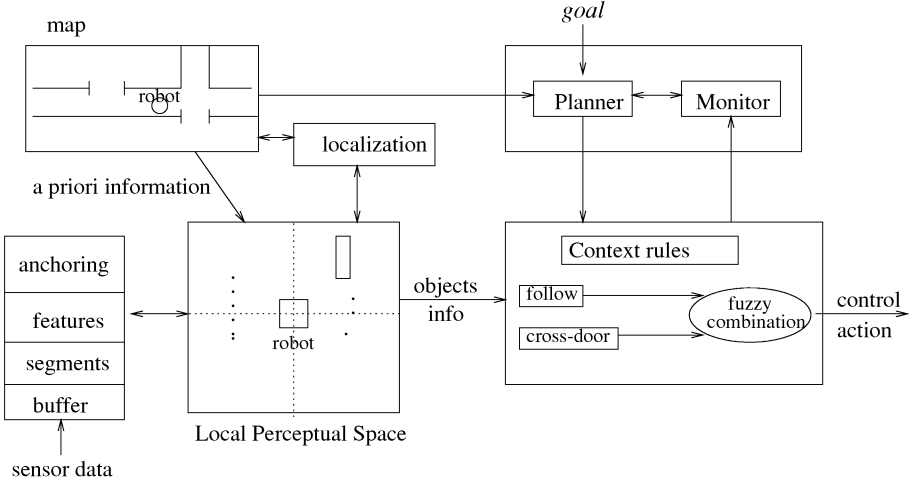 goal
map
robot
Planner
Monitor
localization
a priori information
Context rules
anchoring
features
segments
buffer
sensor data
robot
Local Perceptual Space
objects
info
follow
cross-door
fuzzy
combination
control
action